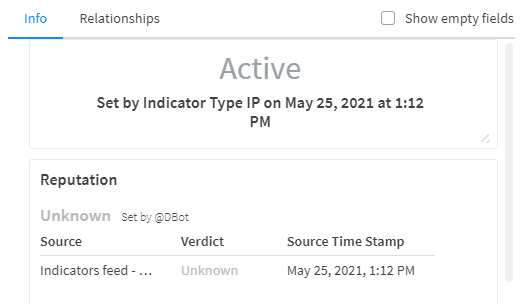 Info Relationships Show empty fields
Active
Set by Indicator Type IP on May 25, 2021 at 1:12
PM
Reputation
Unknown Set by @DBot
Source Verdict Source Time Stamp
Indicators feed - ... Unknown May 25, 2021, 1:12 PM